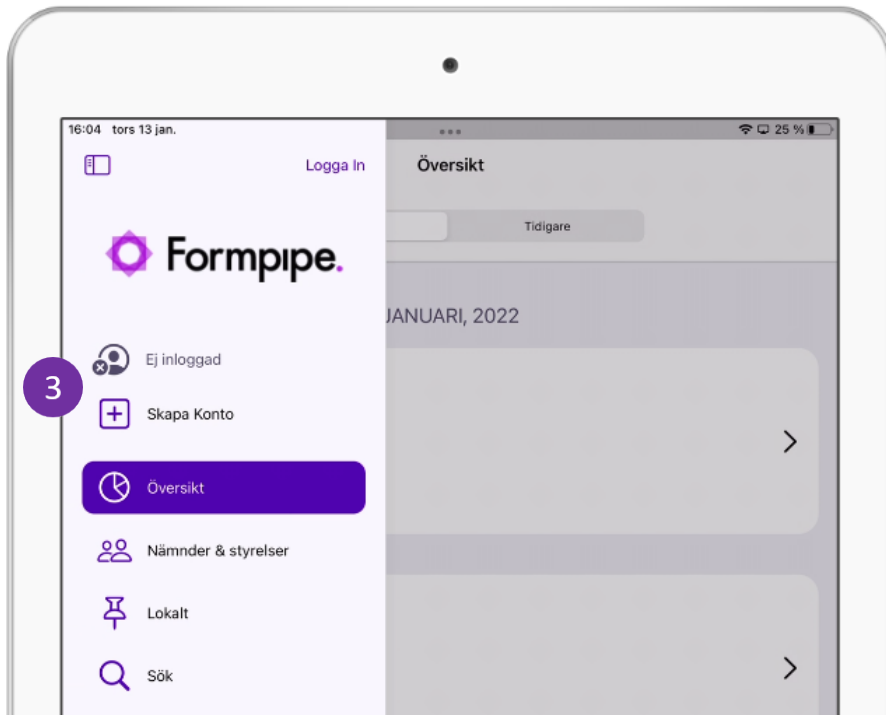 16:04 tors 13 jan.
25 %
Logga In
Översikt
Tidigare
Formpipe.
JANUARI, 2022
Ej inloggad
3
Skapa Konto
Översikt
Nämnder & styrelser
Lokalt
Sök